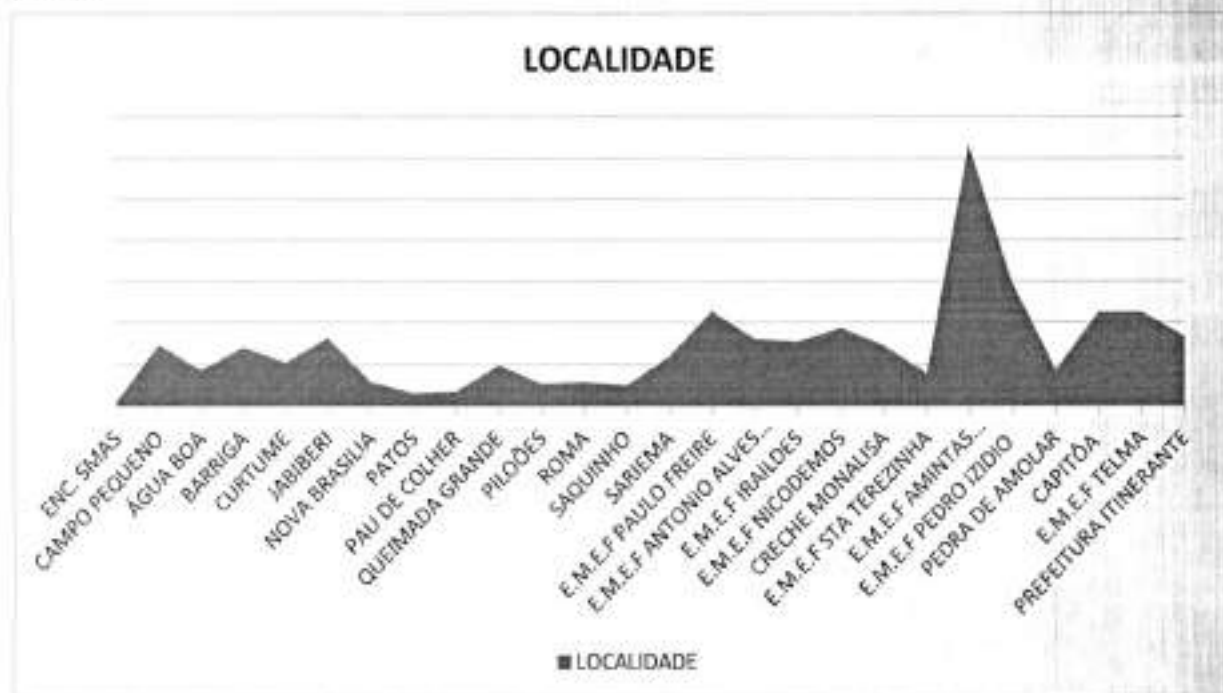 LOCALIDADE
ENC. SMAS
CAMPO PEQUENO
ÁGUA BOA
BARRIGA
CURTUME
JABIBERI
NOVA BRASILIA
PATOS
PAU DE COLHER
QUEIMADA GRANDE
PILOÕES
ROMA
SAQUINHO
SARIEMA
E.M.E.F PAULO FREIRE
E.M.E.F ANTONIO ALVES...
E.M.E.F IRAILDES
E.M.E.F NICODEMOS
CRECHE MONALISA
E.M.E.F STA TEREZINHA
E.M.E.F AMINTAS...
E.M.E.F PEDRO IZIDIO
PEDRA DE AMOLAR
CAPITÔA
E.M.E.F TELMA
PREFEITURA ITINERANTE
LOCALIDADE